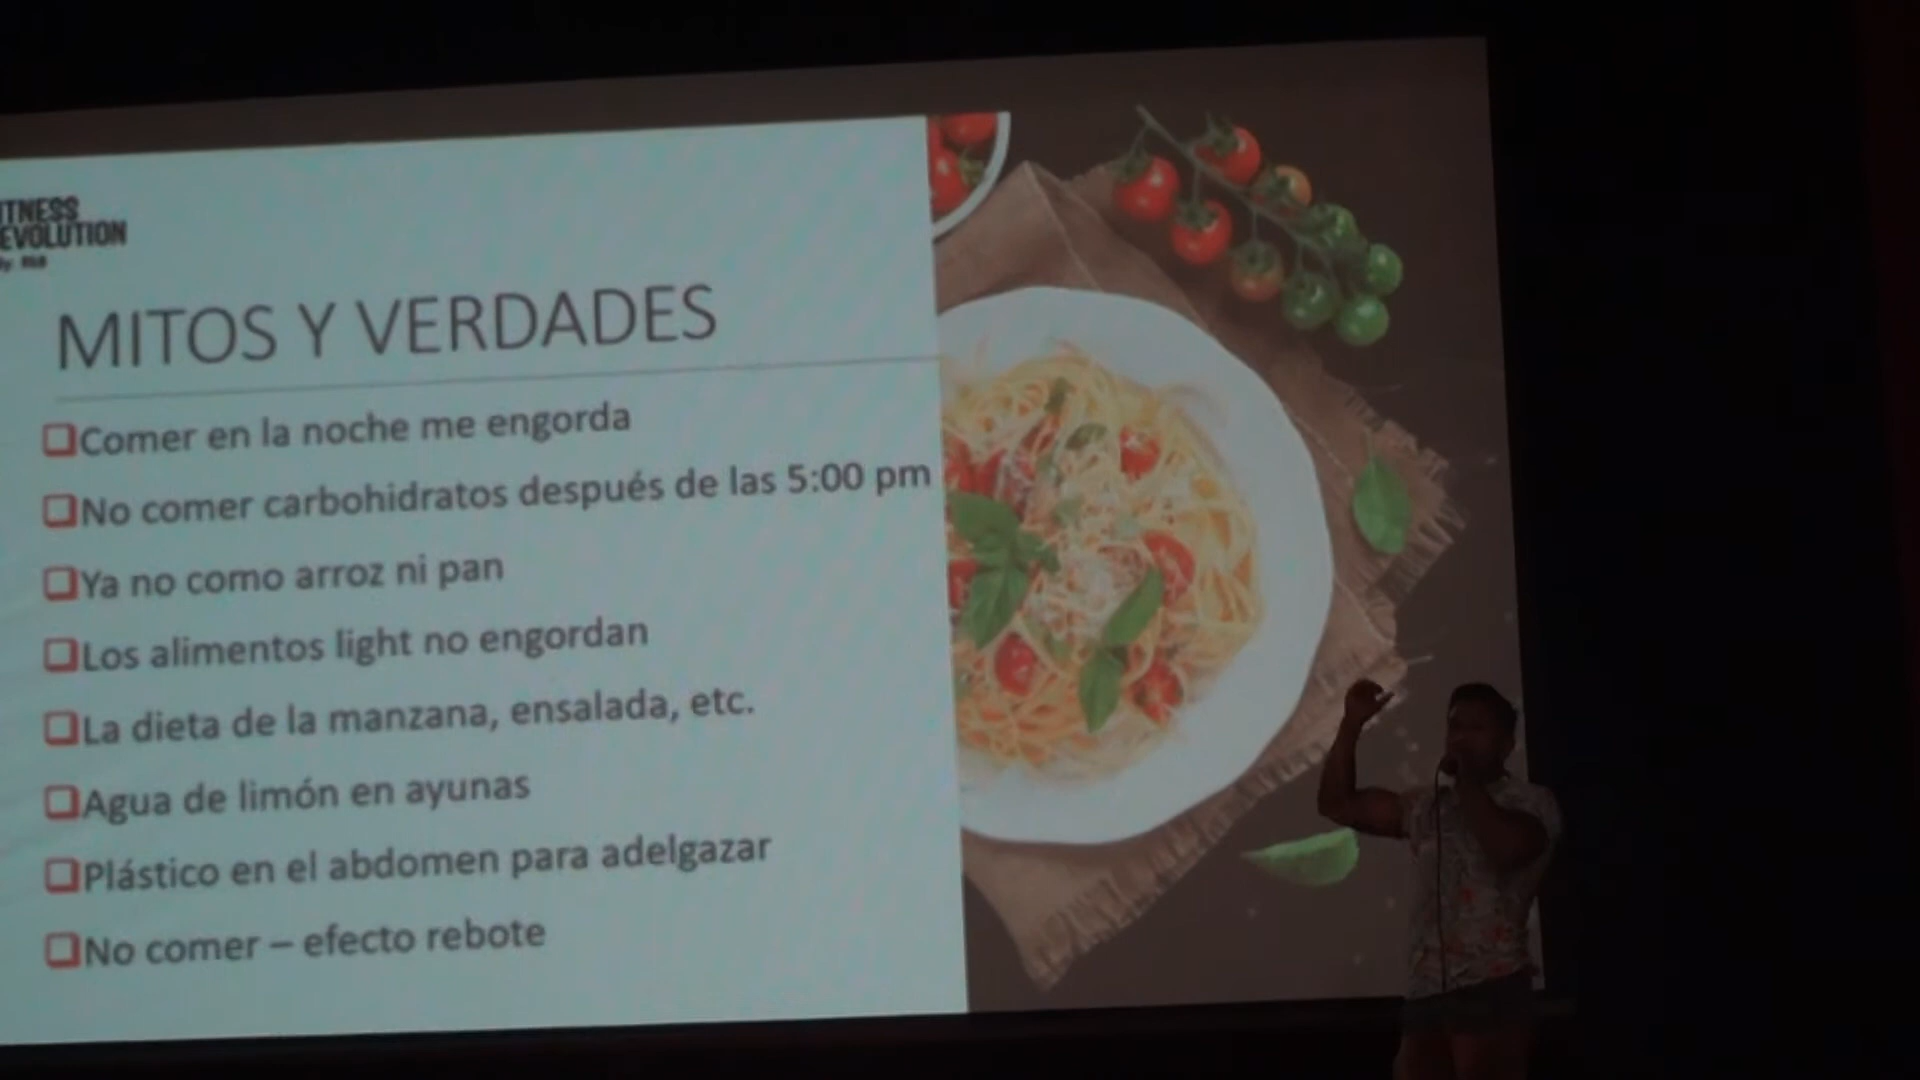 ITNESS
EVOLUTION
MITOS Y VERDADES
Comer en la noche me engorda
No comer carbohidratos después de las 5:00 pm
Ya no como arroz ni pan
Los alimentos light no engordan
La dieta de la manzana, ensalada, etc.
Agua de limón en ayunas
Plástico en el abdomen para adelgazar
No comer – efecto rebote